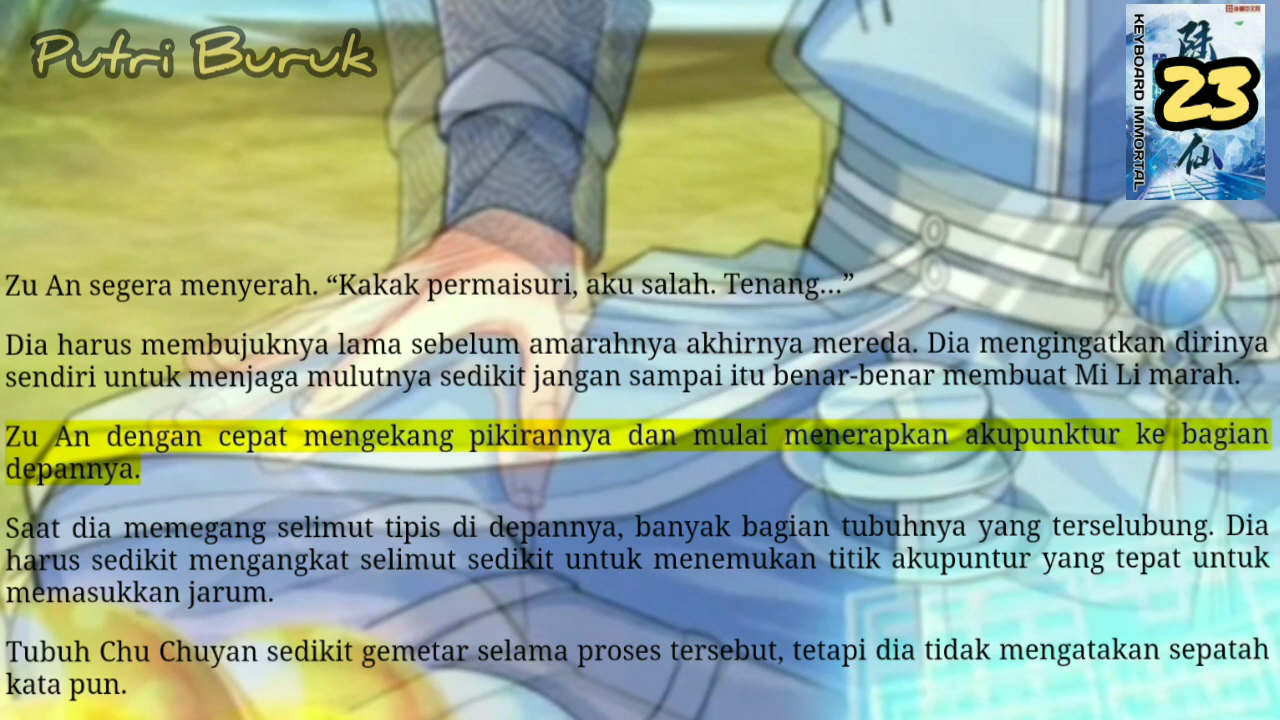 Putri Buruk
KEYBOARD IMMORTAL
陆
23
仙
Zu An segera menyerah. “Kakak permaisuri, aku salah. Tenang...”
Dia harus membujuknya lama sebelum amarahnya akhirnya mereda. Dia mengingatkan dirinya
sendiri untuk menjaga mulutnya sedikit jangan sampai itu benar-benar membuat Mi Li marah.
Zu An dengan cepat mengekang pikirannya dan mulai menerapkan akupunktur ke bagian
depannya.
Saat dia memegang selimut tipis di depannya, banyak bagian tubuhnya yang terselubung. Dia
harus sedikit mengangkat selimut sedikit untuk menemukan titik akupuntur yang tepat untuk
memasukkan jarum.
Tubuh Chu Chuyan sedikit gemetar selama proses tersebut, tetapi dia tidak mengatakan sepatah
kata pun.